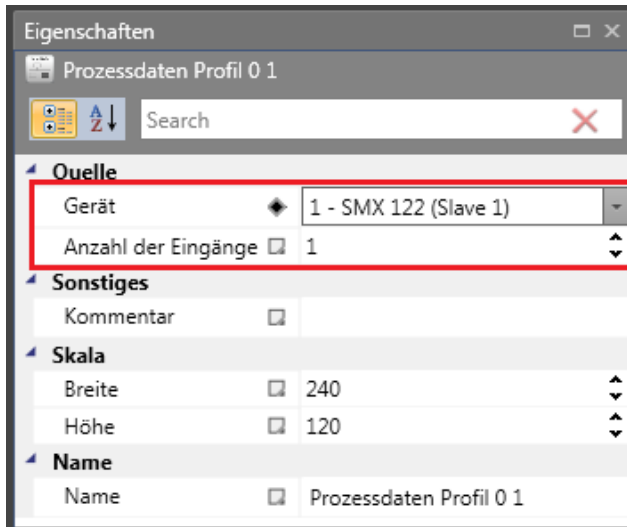 Eigenschaften
Prozessdaten Profil 0 1
A Z Search
Quelle
Gerät 1 - SMX 122 (Slave 1)
Anzahl der Eingänge 1
Sonstiges
Kommentar
Skala
Breite 240
Höhe 120
Name
Name Prozessdaten Profil 0 1